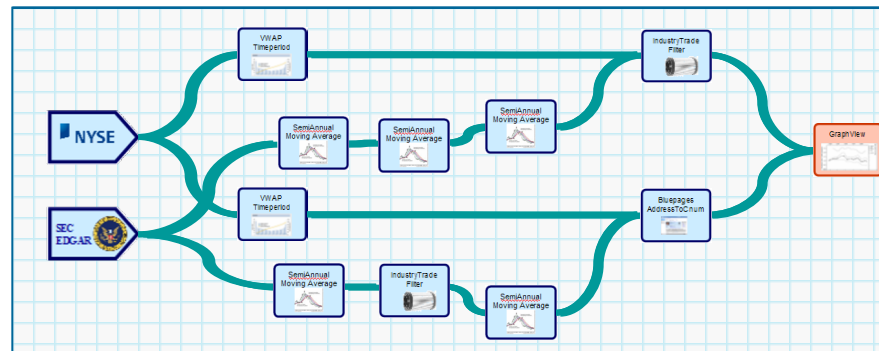 VWAP
Timeperiod
IndustryTrade
Filter
NYSE
SemiAnnual
Moving Average
SemiAnnual
Moving Average
SemiAnnual
Moving Average
GraphView
SEC
EDGAR
VWAP
Timeperiod
Bluepages
AddressToCnum
SemiAnnual
Moving Average
IndustryTrade
Filter
SemiAnnual
Moving Average